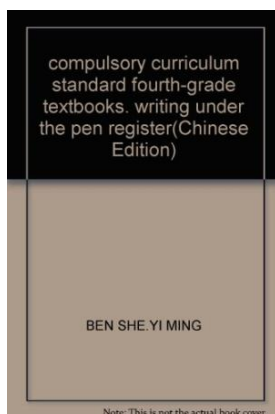 compulsory curriculum
standard fourth-grade
textbooks. writing under
the pen register(Chinese
Edition)
BEN SHE.YI MING
Note: This is not the actual book cover